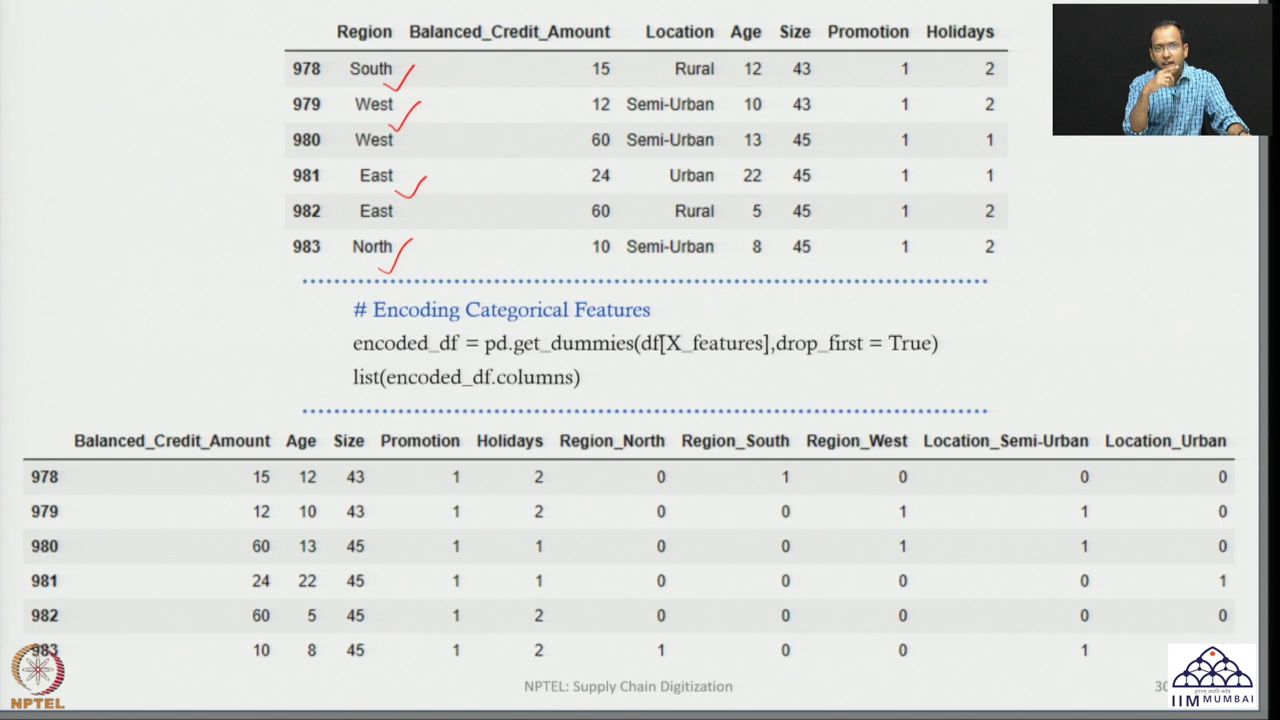 Region Balanced_Credit_Amount Location Age Size Promotion Holidays
978 South 15 Rural 12 43 1 2
979 West 12 Semi-Urban 10 43 1 2
980 West 60 Semi-Urban 13 45 1 1
981 East 24 Urban 22 45 1 1
982 East 60 Rural 5 45 1 2
983 North 10 Semi-Urban 8 45 1 2
# Encoding Categorical Features
encoded_df = pd.get_dummies(df[X_features],drop_first = True)
list(encoded_df.columns)
Balanced_Credit_Amount Age Size Promotion Holidays Region_North Region_South Region_West Location_Semi-Urban Location_Urban
978 15 12 43 1 2 0 1 0 0 0
979 12 10 43 1 2 0 0 1 1 0
980 60 13 45 1 1 0 0 1 1 0
981 24 22 45 1 1 0 0 0 0 1
982 60 5 45 1 2 0 0 0 0 0
983 10 8 45 1 2 1 0 0 1
NPTEL: Supply Chain Digitization
30
NPTEL
IIM MUMBAI